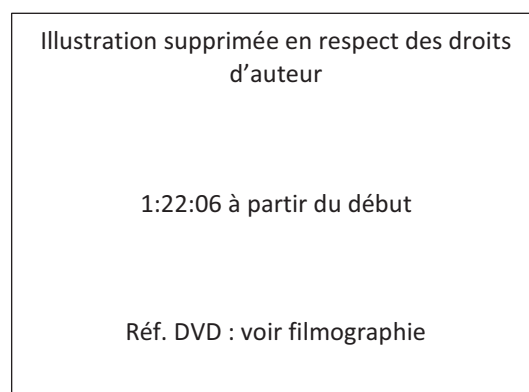 Illustration supprimée en respect des droits
d’auteur
1:22:06 à partir du début
Réf. DVD : voir filmographie